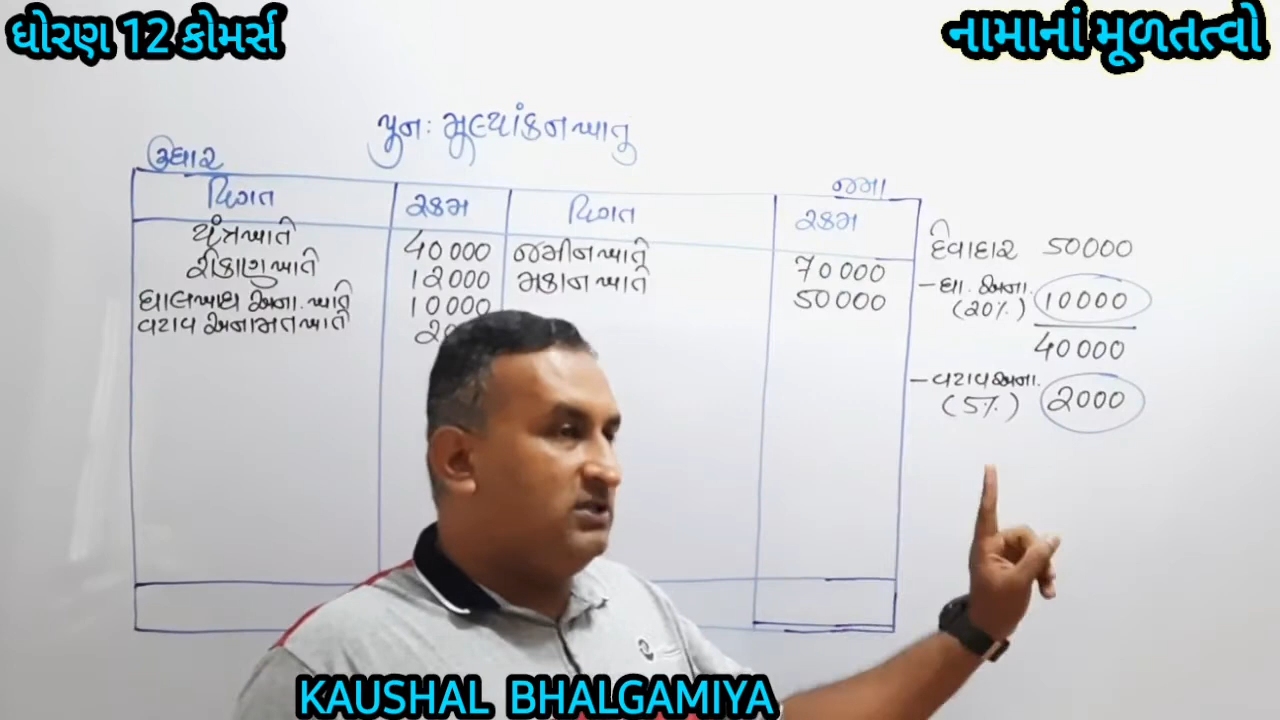 ધોરણ 12 કોમર્સ
નામાનાં મૂળતત્વો
પુનઃ મૂલ્યાંકન ખાતુ
ઉધાર
જમા
વિગત રકમ વિગત રકમ
યંત્ર ખાતે 40000 જમીન ખાતે 70000
રોકાણ ખાતે 12000 મકાન ખાતે 50000
ઘાલખાધ અના. ખાતે 10000
વટાવ અનામત ખાતે
દેવાદાર 50000
- ઘા. અના. (20%) 10000
40000
- વટાવ અના. (5%) 2000
KAUSHAL BHALGAMIYA